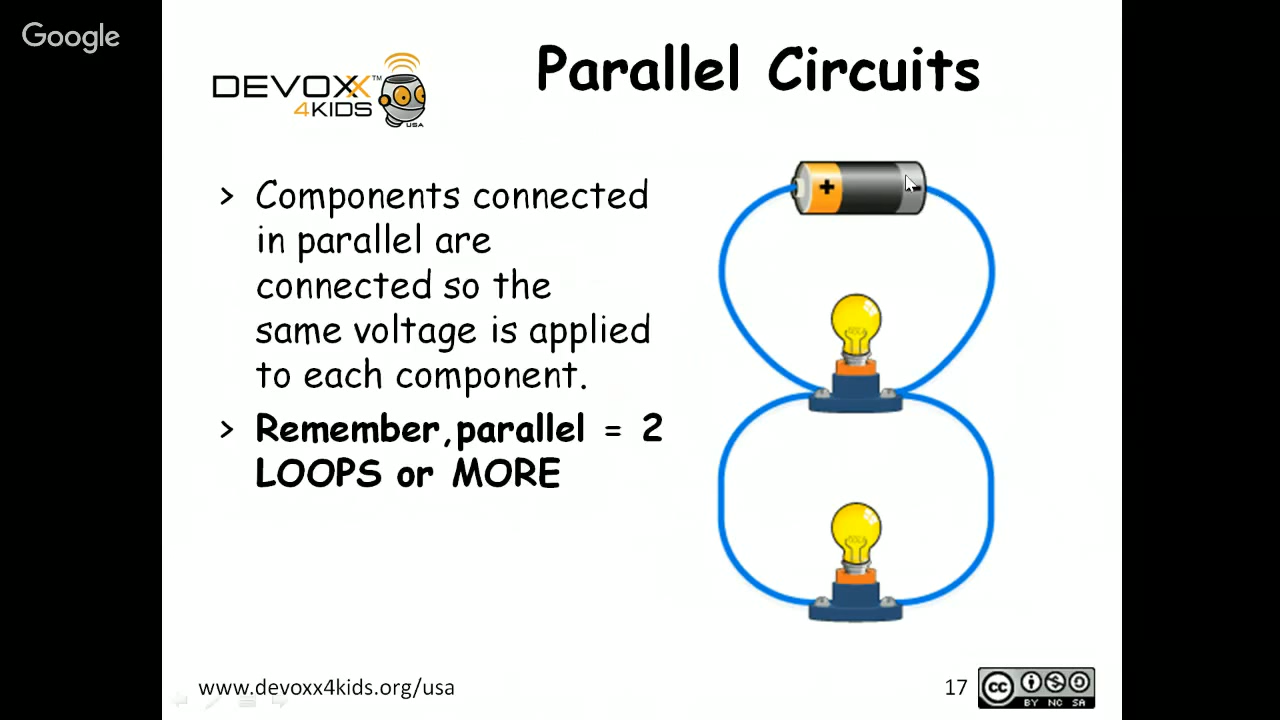 Google
DEVOXX™
4KIDS
USA
Parallel Circuits
> Components connected
in parallel are
connected so the
same voltage is applied
to each component.
> Remember,parallel = 2
LOOPS or MORE
+
www.devoxx4kids.org/usa
17
cc
BY NC SA